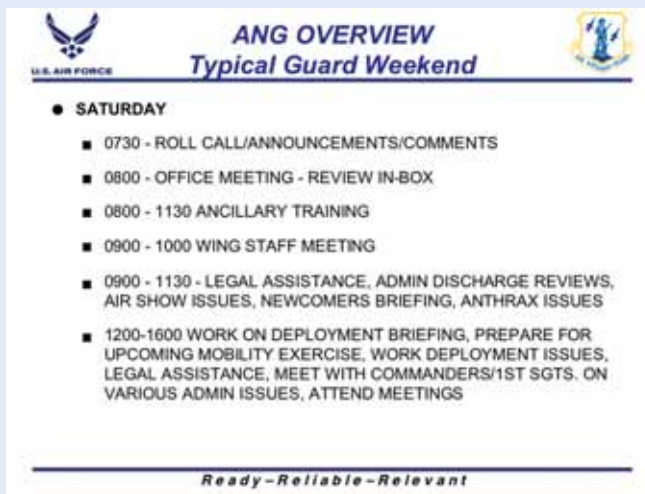 ANG OVERVIEW
Typical Guard Weekend
U.S. AIR FORCE
● SATURDAY
■ 0730 - ROLL CALL/ANNOUNCEMENTS/COMMENTS
■ 0800 - OFFICE MEETING - REVIEW IN-BOX
■ 0800 - 1130 ANCILLARY TRAINING
■ 0900 - 1000 WING STAFF MEETING
■ 0900 - 1130 - LEGAL ASSISTANCE, ADMIN DISCHARGE REVIEWS,
AIR SHOW ISSUES, NEWCOMERS BRIEFING, ANTHRAX ISSUES
■ 1200-1600 WORK ON DEPLOYMENT BRIEFING, PREPARE FOR
UPCOMING MOBILITY EXERCISE, WORK DEPLOYMENT ISSUES,
LEGAL ASSISTANCE, MEET WITH COMMANDERS/1ST SGTS. ON
VARIOUS ADMIN ISSUES, ATTEND MEETINGS
Ready–Reliable–Relevant